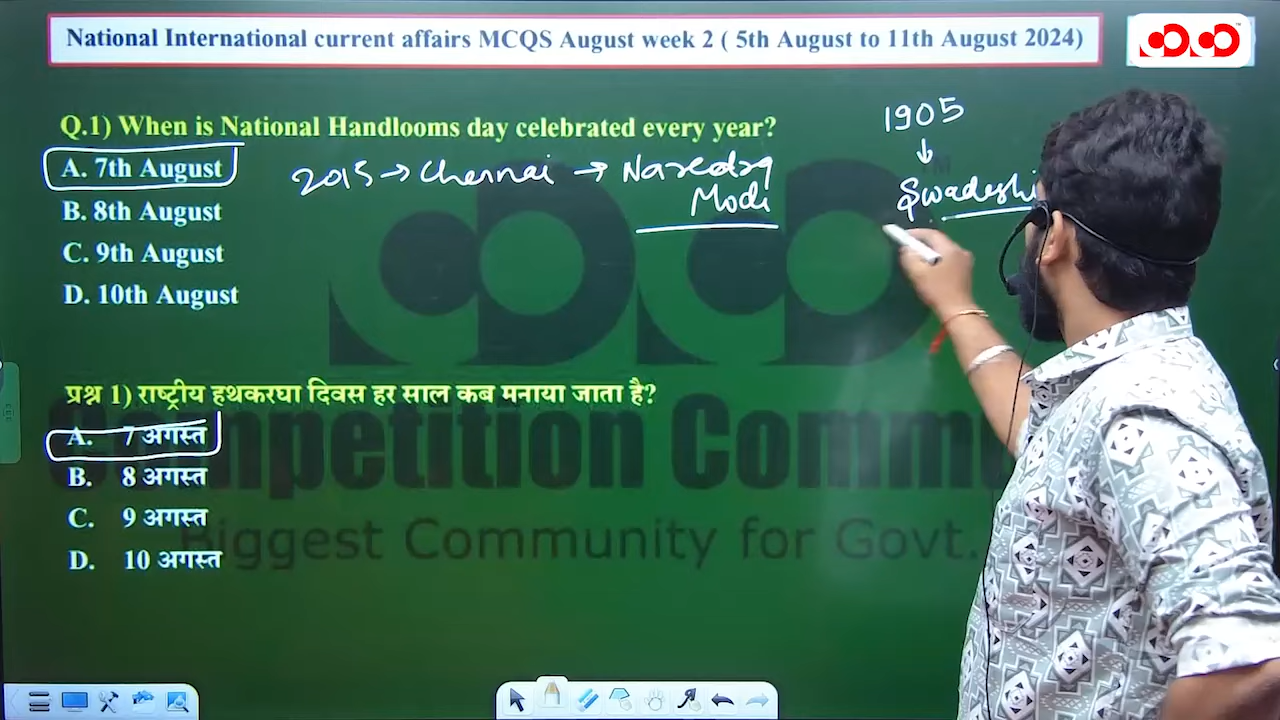 National International current affairs MCQS August week 2 ( 5th August to 11th August 2024)
Q.1) When is National Handlooms day celebrated every year?
A. 7th August
B. 8th August
C. 9th August
D. 10th August
2015 → Chennai → Narendra
Modi
1905
↓
Swadeshi
प्रश्न 1) राष्ट्रीय हथकरघा दिवस हर साल कब मनाया जाता है?
A. 7 अगस्त
B. 8 अगस्त
C. 9 अगस्त
D. 10 अगस्त
Competition Commu
Biggest Community for Govt.